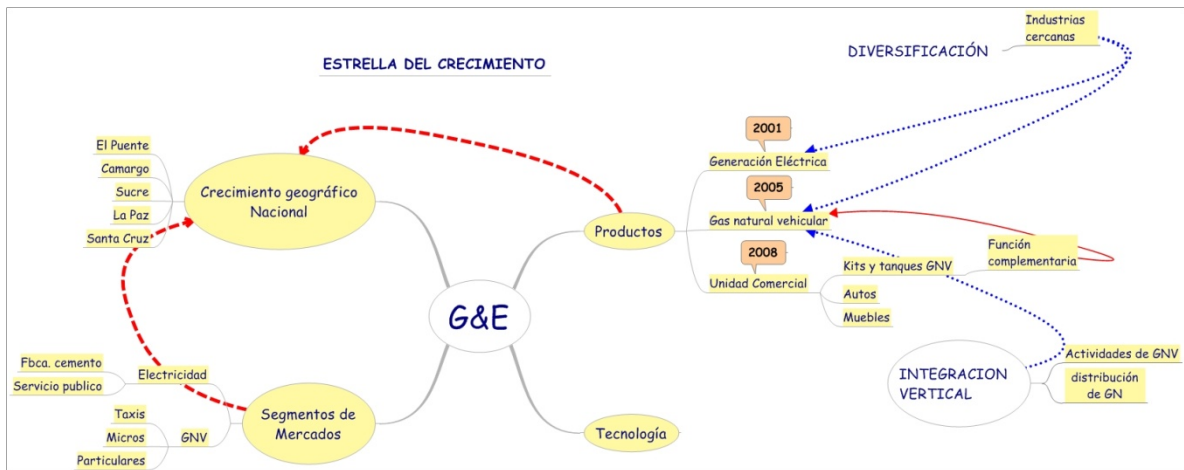 ESTRELLA DEL CRECIMIENTO
DIVERSIFICACIÓN
Industrias
cercanas
El Puente
Camargo
Sucre
La Paz
Santa Cruz
Crecimiento geográfico
Nacional
Productos
2001
Generación Eléctrica
2005
Gas natural vehicular
2008
Unidad Comercial
Kits y tanques GNV
Autos
Muebles
Función
complementaria
G&E
INTEGRACION
VERTICAL
Actividades de GNV
distribución
de GN
Fbca. cemento
Servicio publico
Electricidad
Taxis
Micros
Particulares
GNV
Segmentos de
Mercados
Tecnología